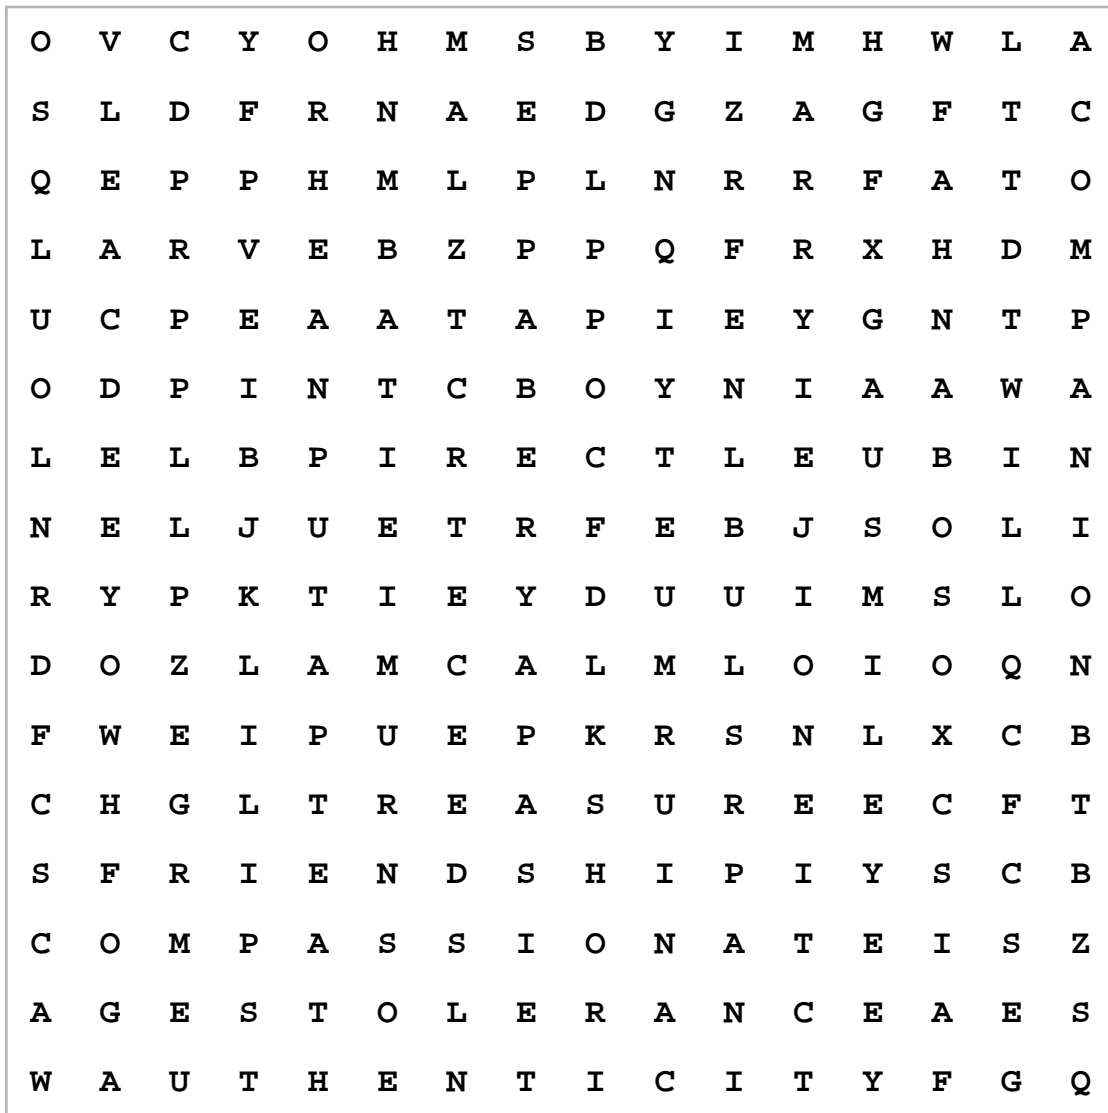 O V C Y O H M S B Y I M H W L A
S L D F R N A E D G Z A G F T C
Q E P P H M L P L N R R F A T O
L A R V E B Z P P Q F R X H D M
U C P E A A T A P I E Y G N T P
O D P I N T C B O Y N I A A W A
L E L B P I R E C T L E U B I N
N E L J U E T R F E B J S O L I
R Y P K T I E Y D U U I M S L O
D O Z L A M C A L M L O I O Q N
F W E I P U E P K R S N L X C B
C H G L T R E A S U R E E C F T
S F R I E N D S H I P I Y S C B
C O M P A S S I O N A T E I S Z
A G E S T O L E R A N C E A E S
W A U T H E N T I C I T Y F G Q